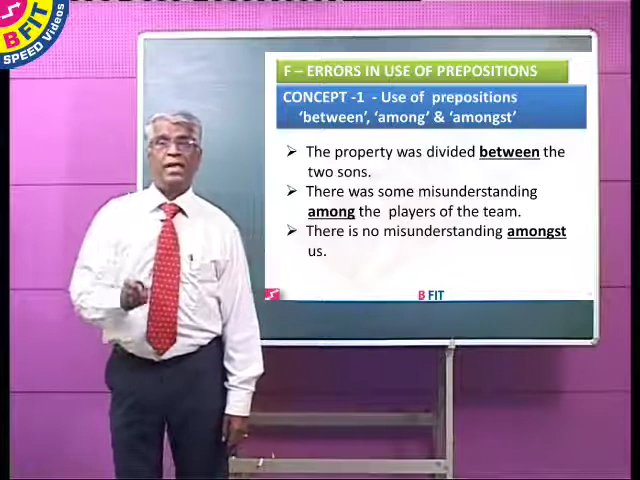 BFIT
SPEED Videos
F – ERRORS IN USE OF PREPOSITIONS
CONCEPT -1 - Use of prepositions
‘between’, ‘among’ & ‘amongst’
➢ The property was divided between the
two sons.
➢ There was some misunderstanding
among the players of the team.
➢ There is no misunderstanding amongst
us.
B FIT